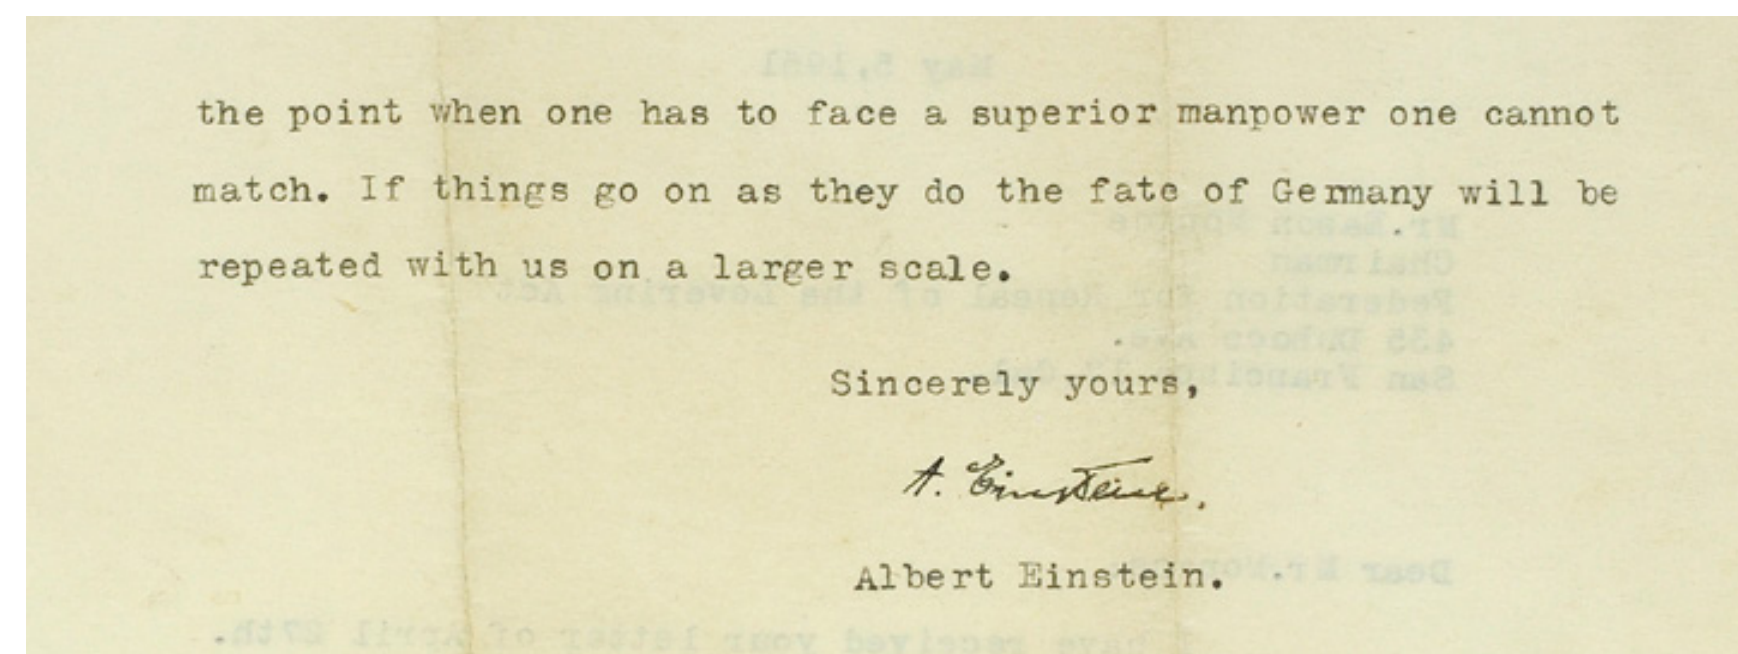 the point when one has to face a superior manpower one cannot
match. If things go on as they do the fate of Germany will be
repeated with us on a larger scale.
Sincerely yours,
A. Einstein.
Albert Einstein.